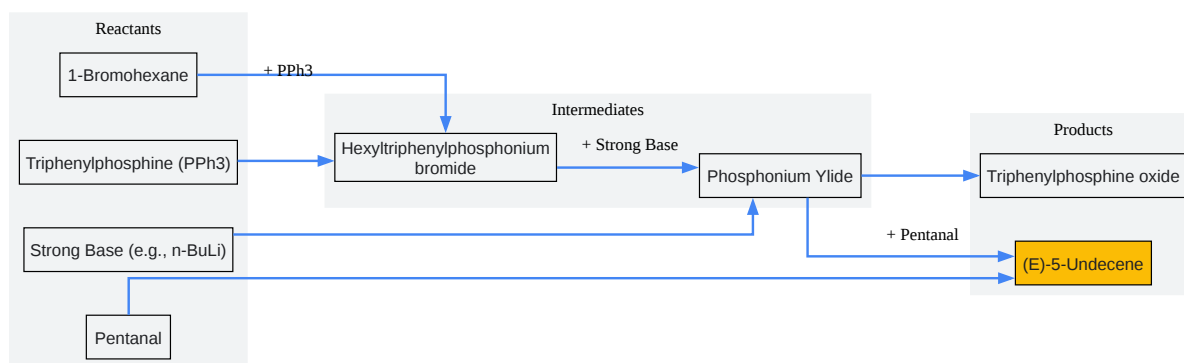 Reactants
1-Bromohexane
+ PPh3
Intermediates
Products
Hexyltriphenylphosphonium
bromide
+ Strong Base
Triphenylphosphine (PPh3)
Phosphonium Ylide
Triphenylphosphine oxide
Strong Base (e.g., n-BuLi)
+ Pentanal
(E)-5-Undecene
Pentanal